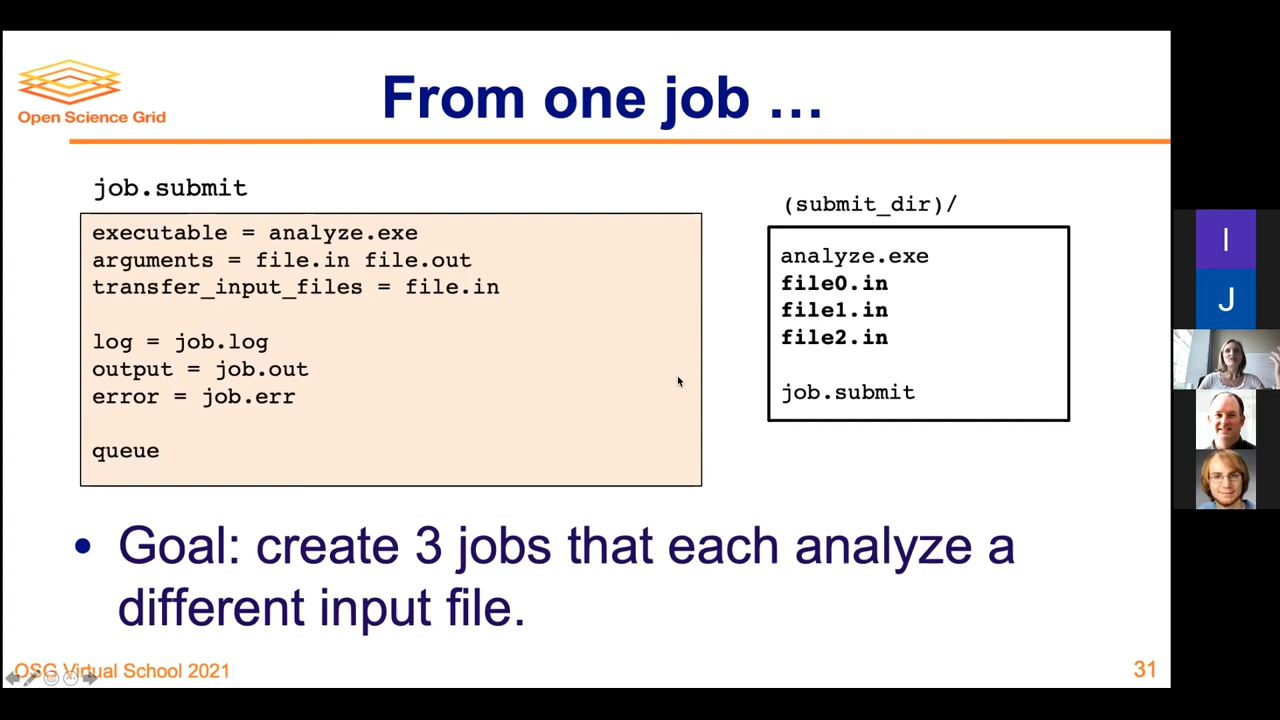 Open Science Grid
From one job …
job.submit
executable = analyze.exe
arguments = file.in file.out
transfer_input_files = file.in
log = job.log
output = job.out
error = job.err
queue
(submit_dir)/
analyze.exe
file0.in
file1.in
file2.in
job.submit
• Goal: create 3 jobs that each analyze a
different input file.
OSG Virtual School 2021
31
I
J